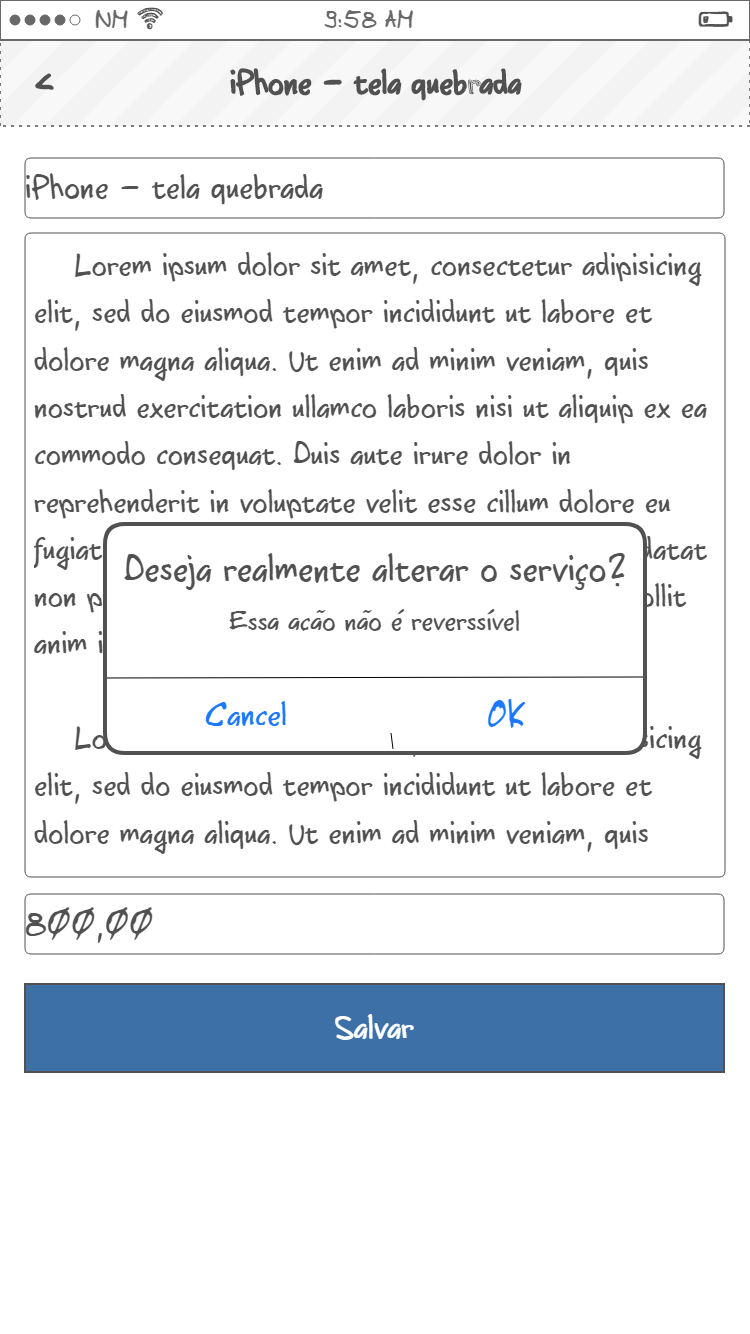 NM 9:58 AM
< iPhone - tela quebrada
iPhone - tela quebrada
Lorem ipsum dolor sit amet, consectetur adipisicing
elit, sed do eiusmod tempor incididunt ut labore et
dolore magna aliqua. Ut enim ad minim veniam, quis
nostrud exercitation ullamco laboris nisi ut aliquip ex ea
commodo consequat. Duis aute irure dolor in
reprehenderit in voluptate velit esse cillum dolore eu
fugiat datat
non p ollit
anim i
Deseja realmente alterar o serviço?
Essa acão não é reverssível
Cancel OK
Lo sicing
elit, sed do eiusmod tempor incididunt ut labore et
dolore magna aliqua. Ut enim ad minim veniam, quis
800,00
Salvar